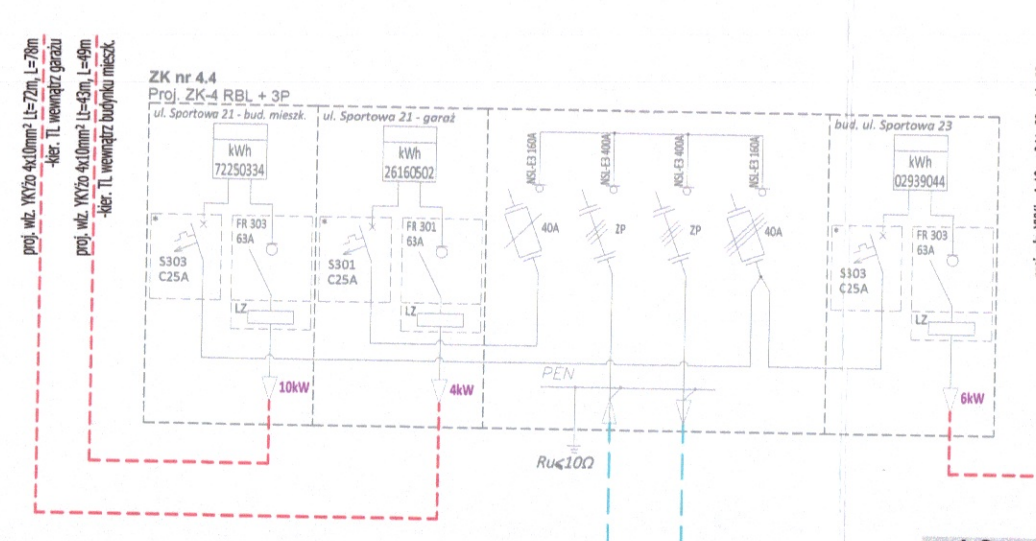 proj. wlz. YKYżo 4x10mm² Lt=72m, L=78m
-kier. TL wewnątrz garażu
proj. wlz. YKYżo 4x10mm² Lt=43m, L=49m
-kier. TL wewnątrz budynku mieszk.
ZK nr 4.4
Proj. ZK-4 RBL + 3P
ul. Sportowa 21 - bud. mieszk.
kWh
72250334
*
S303
C25A
FR 303
63A
LZ
10kW
ul. Sportowa 21 - garaż
kWh
26160502
*
S301
C25A
FR 301
63A
LZ
4kW
NSL-E3 160A
NSL-E3 400A
NSL-E3 400A
NSL-E3 160A
40A
ZP
ZP
40A
PEN
Ru⩽10Ω
bud. ul. Sportowa 23
kWh
02939044
*
S303
C25A
FR 303
63A
LZ
6kW